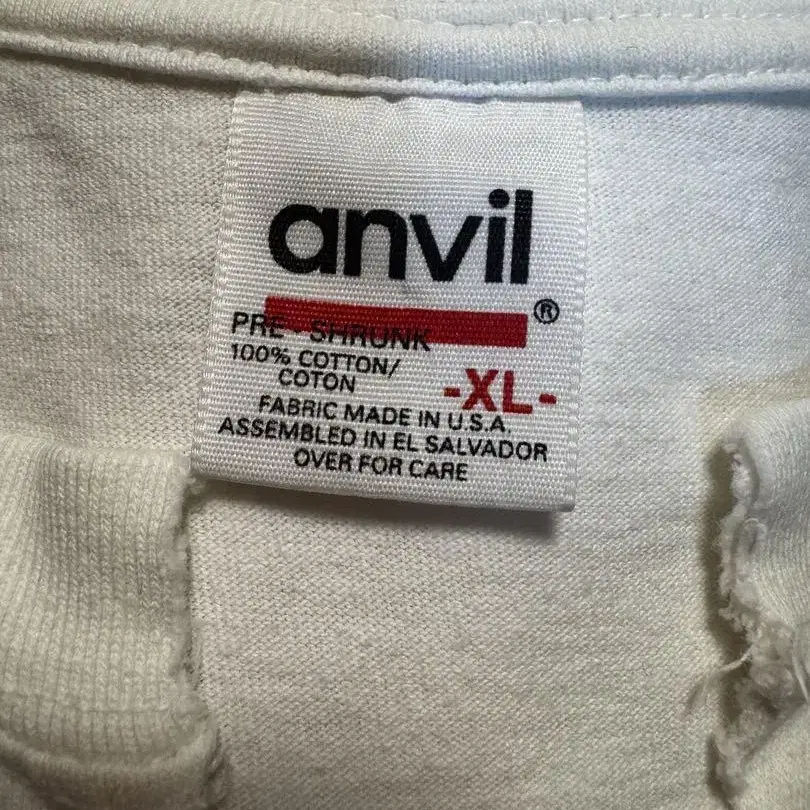 anvil
®
PRE-SHRUNK
100% COTTON/
COTON
-XL-
FABRIC MADE IN U.S.A.
ASSEMBLED IN EL SALVADOR
OVER FOR CARE